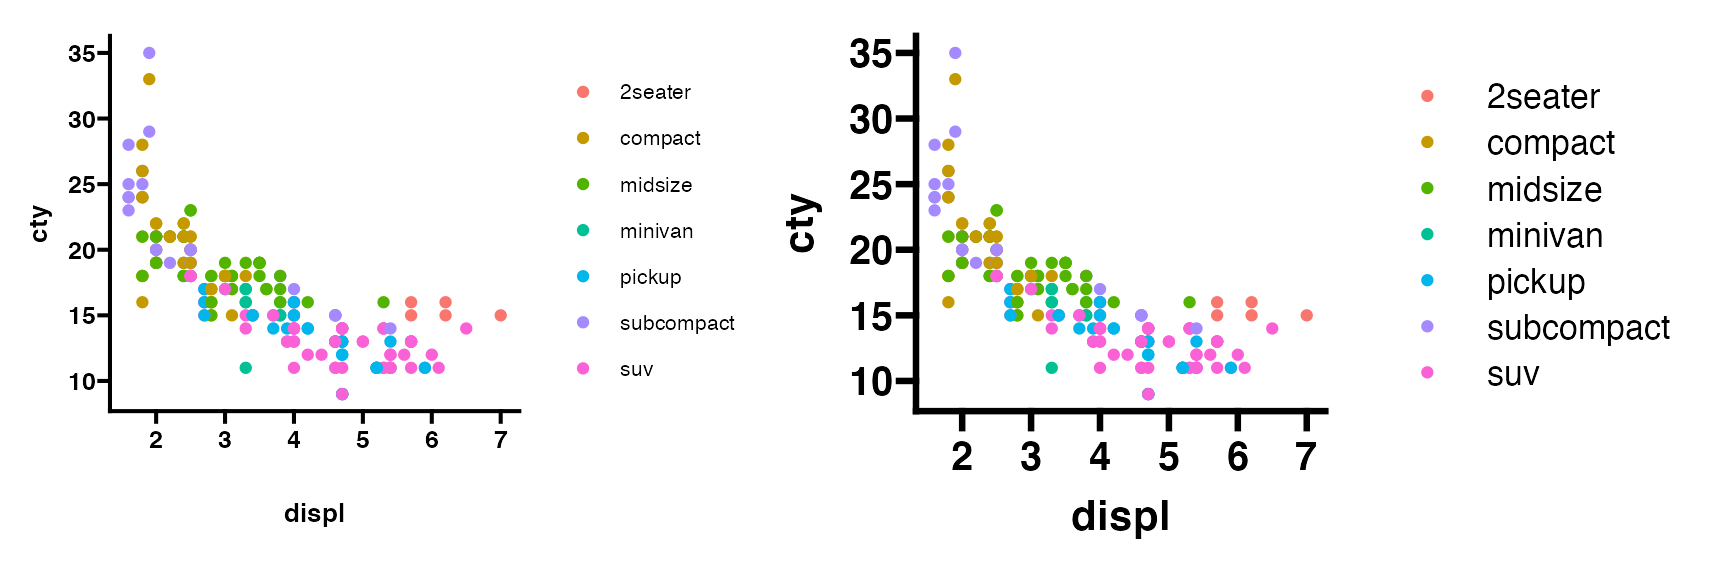 35
30
25
20
15
10
cty
2 3 4 5 6 7
displ
2seater
compact
midsize
minivan
pickup
subcompact
suv
35
30
25
20
15
10
cty
2 3 4 5 6 7
displ
2seater
compact
midsize
minivan
pickup
subcompact
suv